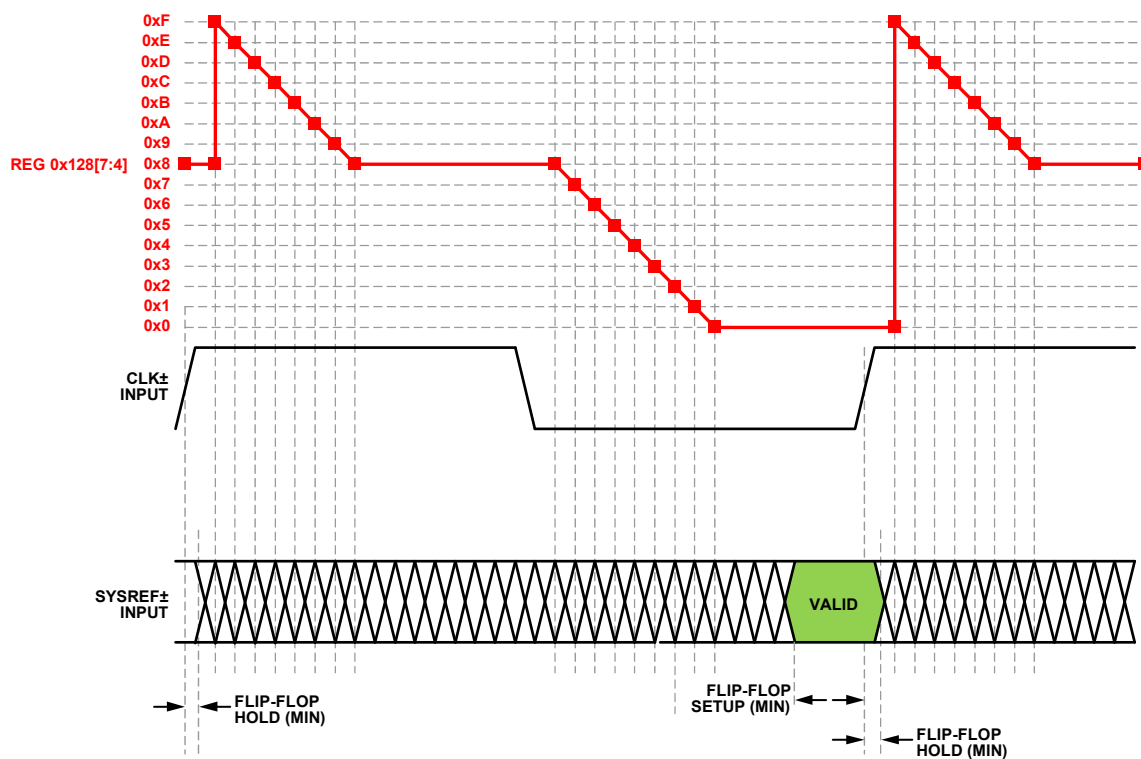 0xF
0xE
0xD
0xC
0xB
0xA
0x9
REG 0x128[7:4] 0x8
0x7
0x6
0x5
0x4
0x3
0x2
0x1
0x0
CLK±
INPUT
SYSREF±
INPUT
VALID
FLIP-FLOP
HOLD (MIN)
FLIP-FLOP
SETUP (MIN)
FLIP-FLOP
HOLD (MIN)